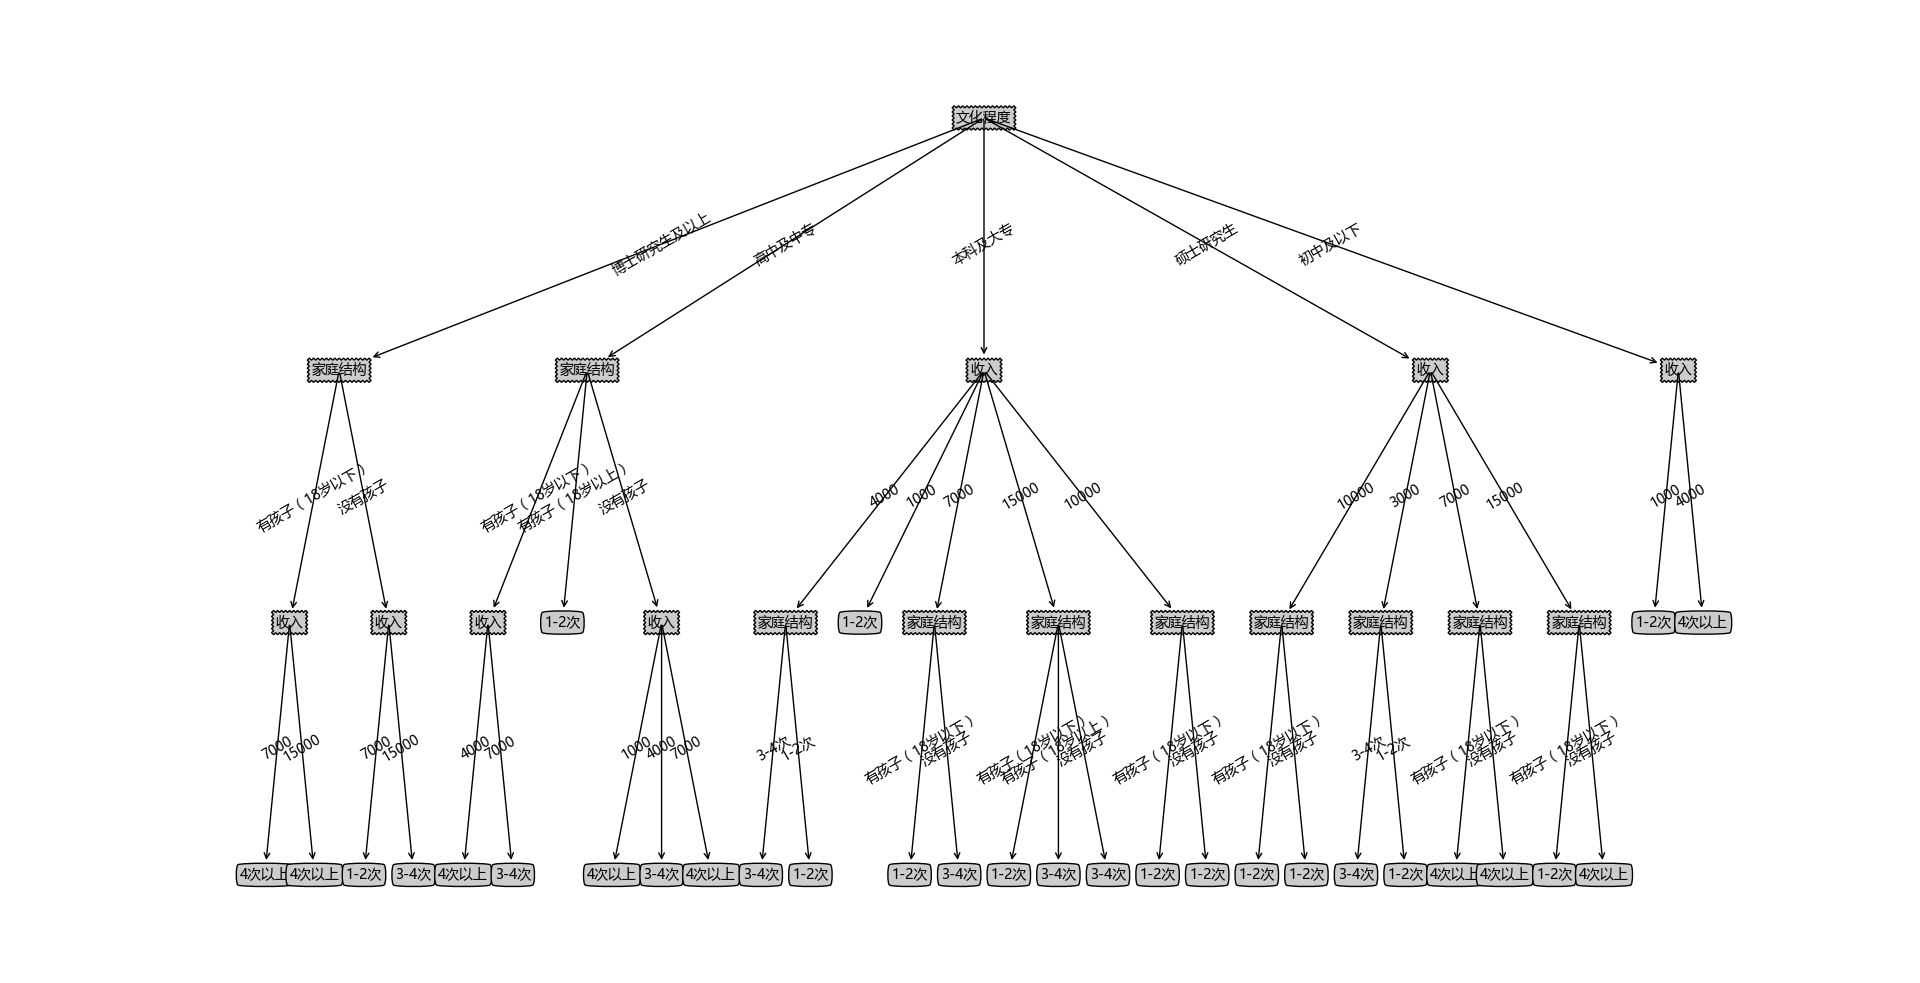 文化程度
博士研究生及以上
高中及中专
本科及大专
硕士研究生
初中及以下
家庭结构
家庭结构
收入
收入
收入
有孩子（18岁以下）
没有孩子
有孩子（18岁以下）
有孩子（18岁以上）
没有孩子
4000
1000
7000
15000
10000
10000
3000
7000
15000
1000
4000
收入
收入
收入
1-2次
收入
家庭结构
1-2次
家庭结构
家庭结构
家庭结构
家庭结构
家庭结构
家庭结构
家庭结构
1-2次
4次以上
7000
15000
7000
15000
4000
7000
1000
4000
7000
3-4次
1-2次
有孩子（18岁以下）
没有孩子
有孩子（18岁以下）
有孩子（18岁以上）
没有孩子
有孩子（18岁以下）
没有孩子
有孩子（18岁以下）
没有孩子
3-4次
1-2次
有孩子（18岁以下）
没有孩子
有孩子（18岁以下）
没有孩子
4次以上
4次以上
1-2次
3-4次
4次以上
3-4次
4次以上
3-4次
4次以上
3-4次
1-2次
1-2次
3-4次
1-2次
3-4次
3-4次
1-2次
1-2次
1-2次
1-2次
3-4次
1-2次
4次以上
4次以上
1-2次
4次以上